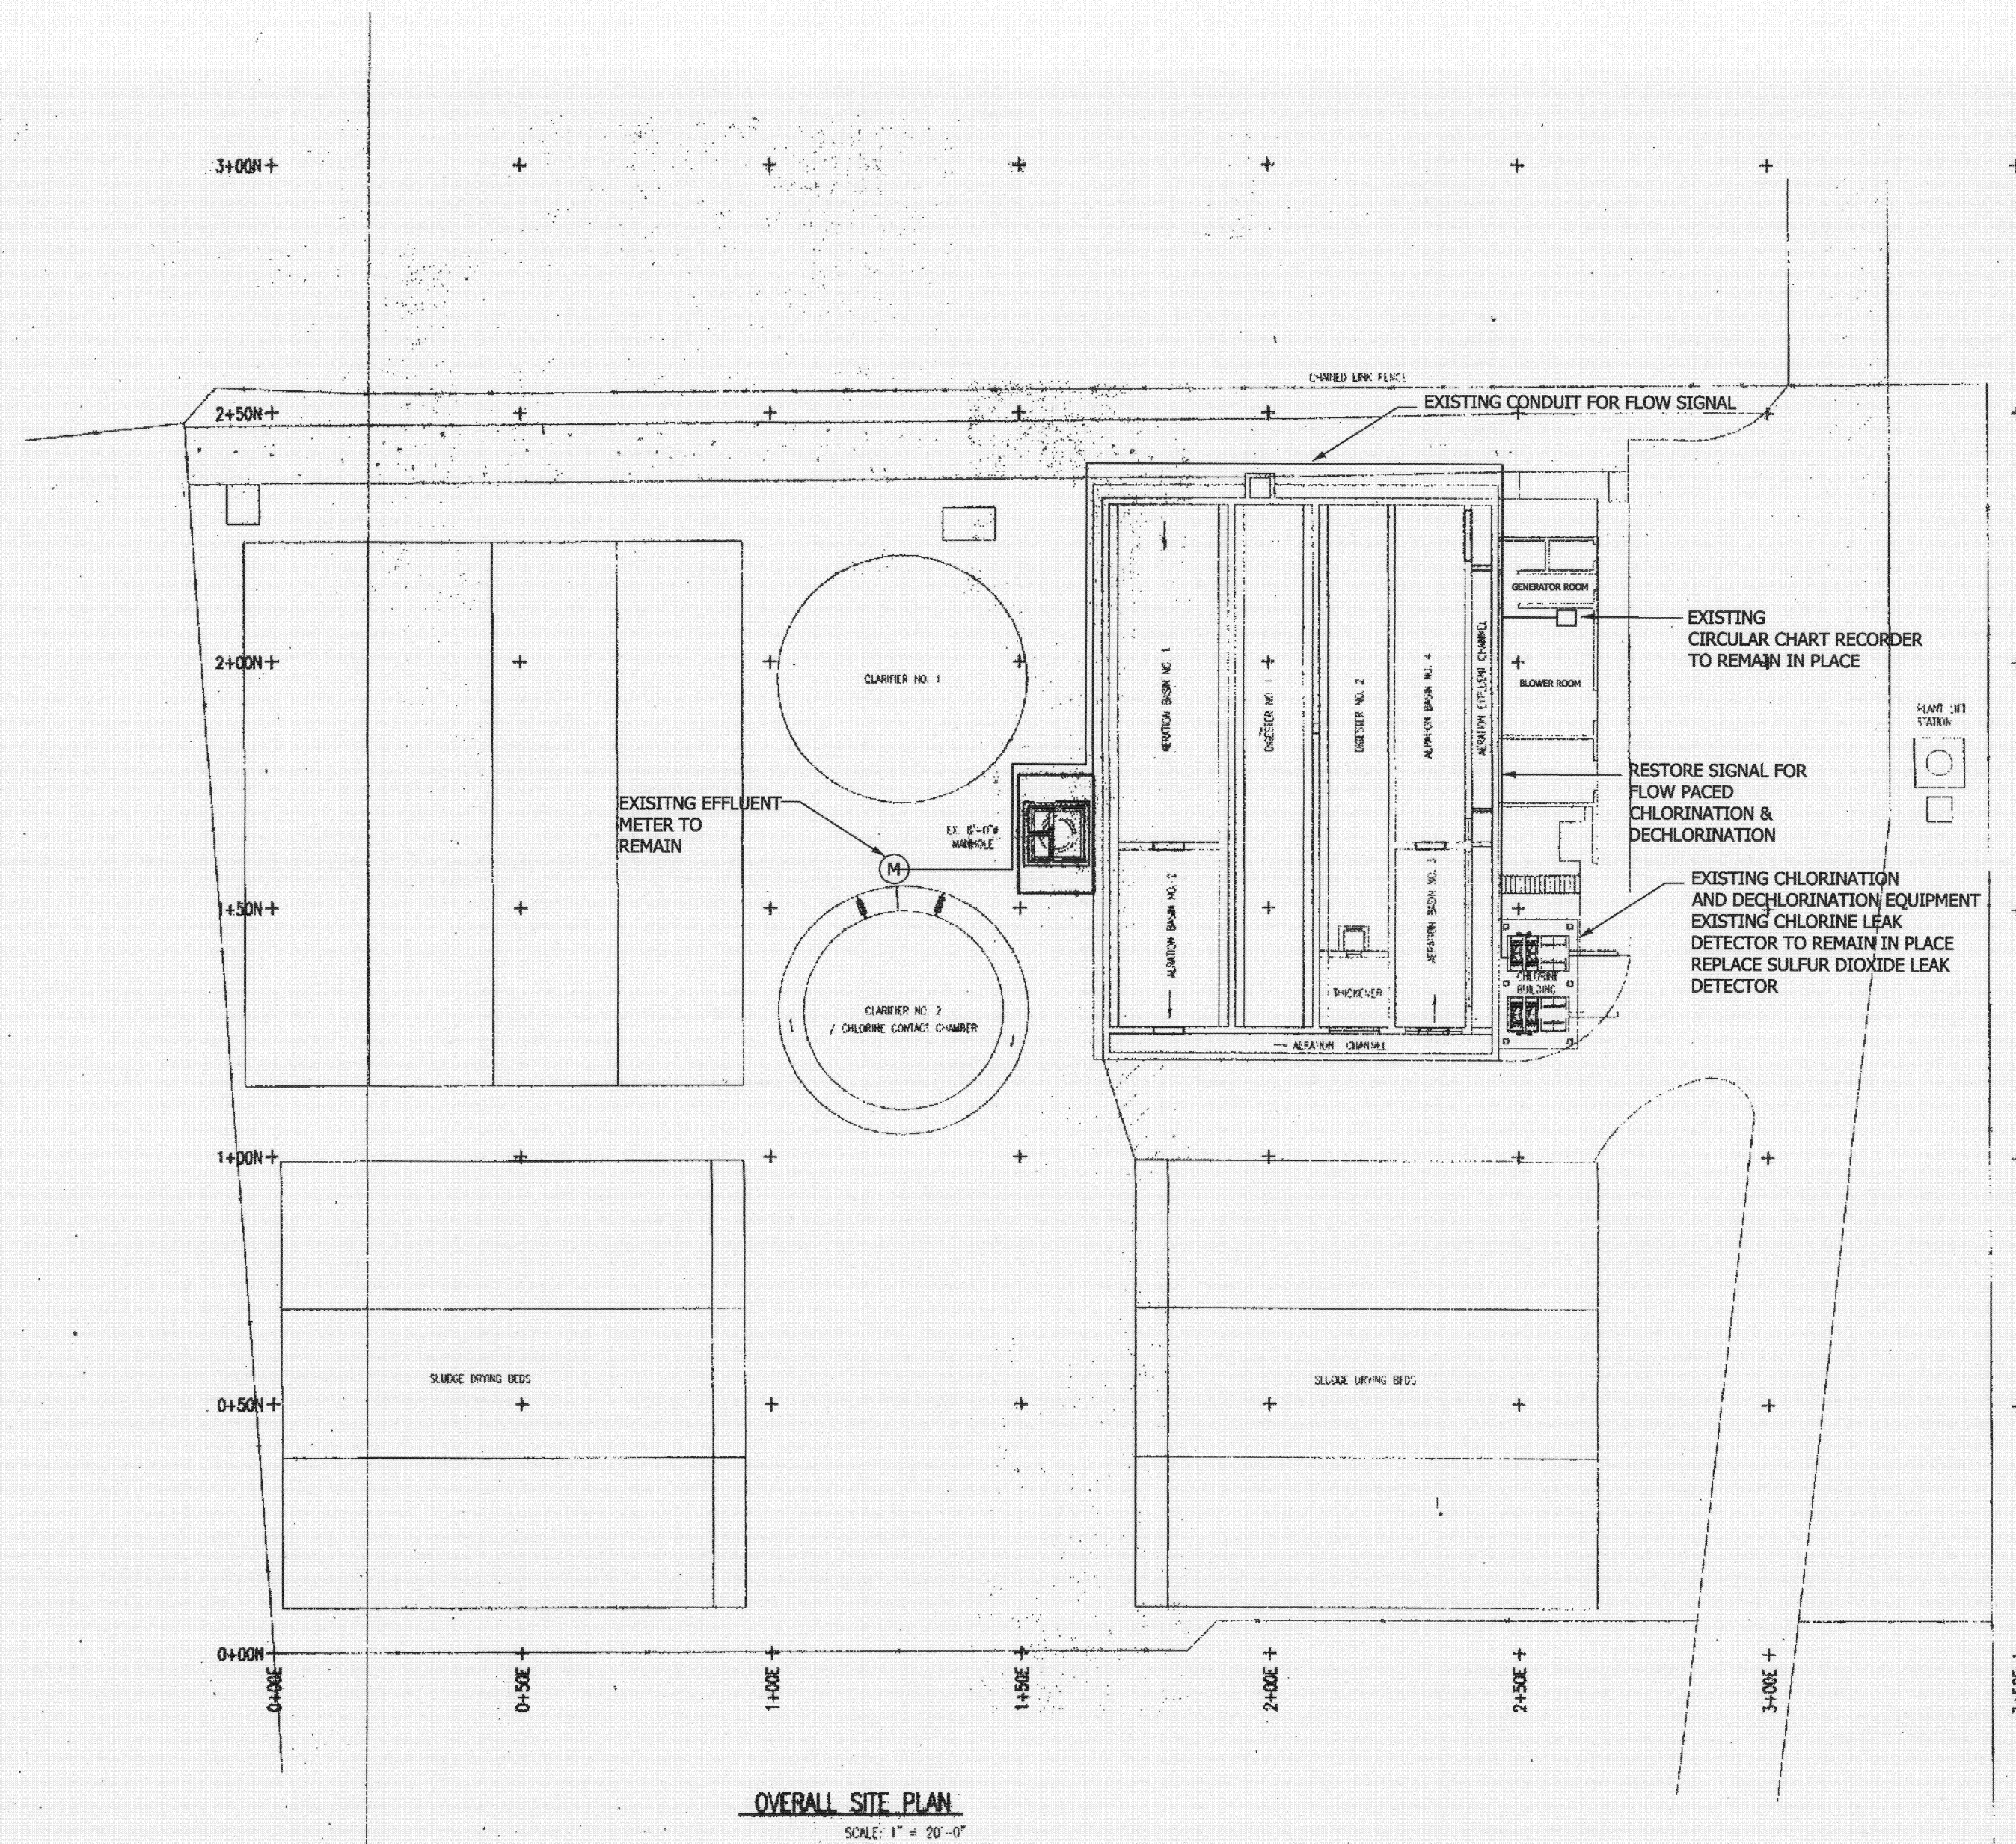 3+00N
CHAINED LINK FENCE
EXISTING CONDUIT FOR FLOW SIGNAL
2+50N
GENERATOR ROOM
EXISTING
CIRCULAR CHART RECORDER
TO REMAIN IN PLACE
2+00N
CLARIFIER NO. 1
AERATION BASIN NO. 1
DIGESTER NO. 1
DIGESTER NO. 2
AERATION BASIN NO. 4
AERATION EFFLUENT CHANNEL
BLOWER ROOM
PLANT LIFT
STATION
RESTORE SIGNAL FOR
FLOW PACED
CHLORINATION &
DECHLORINATION
EXISITNG EFFLUENT
METER TO
REMAIN
M
EX.
MANHOLE
1+50N
AERATION BASIN NO. 2
AERATION BASIN NO. 3
EXISTING CHLORINATION
AND DECHLORINATION EQUIPMENT
EXISTING CHLORINE LEAK
DETECTOR TO REMAIN IN PLACE
REPLACE SULFUR DIOXIDE LEAK
DETECTOR
CHLORINE
BUILDING
THICKENER
CLARIFIER NO. 2
/ CHLORINE CONTACT CHAMBER
AERATION CHANNEL
1+00N
SLUDGE DRYING BEDS
SLUDGE DRYING BEDS
0+50N
0+00N
0+00E
0+50E
1+00E
1+50E
2+00E
2+50E
3+00E
OVERALL SITE PLAN
SCALE: 1" = 20'-0"